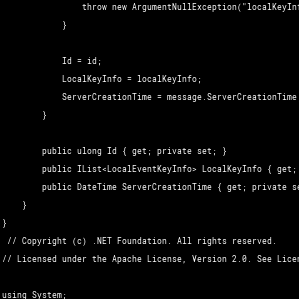 throw new ArgumentNullException("localKeyInf
}
Id = id;
LocalKeyInfo = localKeyInfo;
ServerCreationTime = message.ServerCreationTime
}
public ulong Id { get; private set; }
public IList<LocalEventKeyInfo> LocalKeyInfo { get;
public DateTime ServerCreationTime { get; private se
}
}
// Copyright (c) .NET Foundation. All rights reserved.
// Licensed under the Apache License, Version 2.0. See Licen
using System;